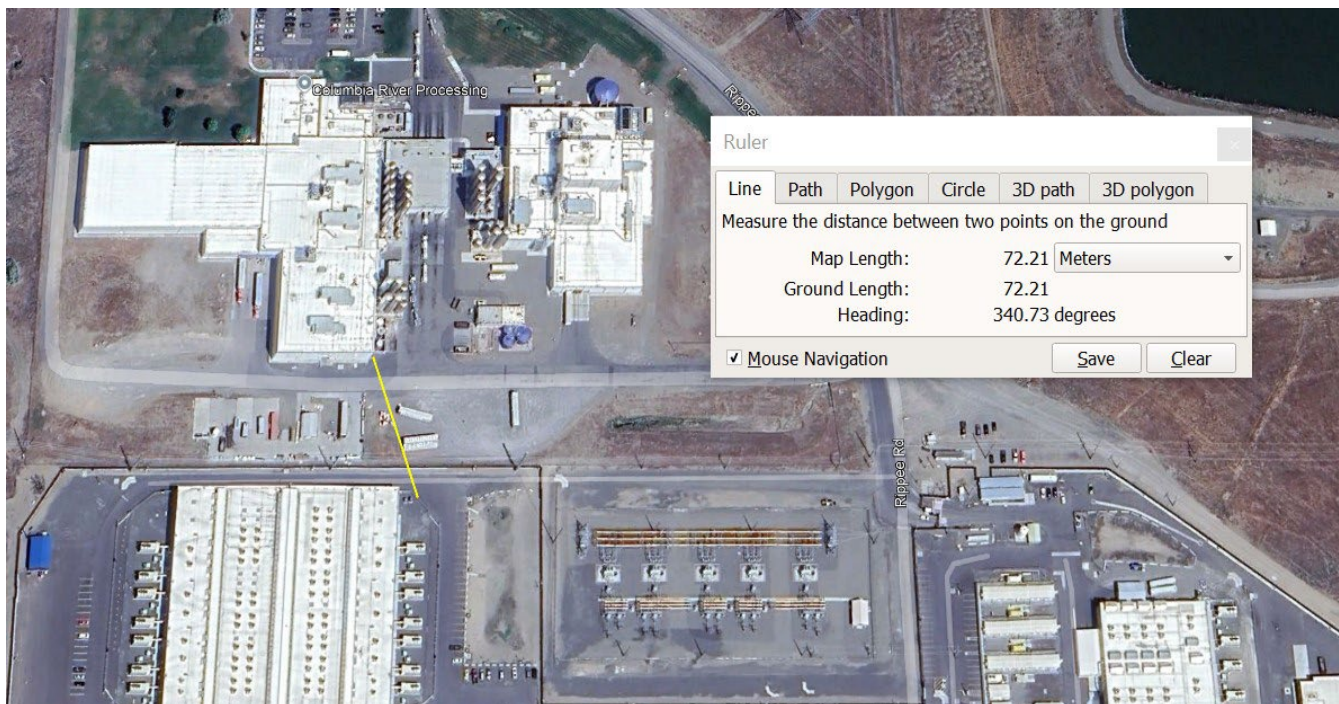 Columbia River Processing
Ruler
Line Path Polygon Circle 3D path 3D polygon
Measure the distance between two points on the ground
Map Length: 72.21 Meters
Ground Length: 72.21
Heading: 340.73 degrees
Mouse Navigation Save Clear
Rippee Rd